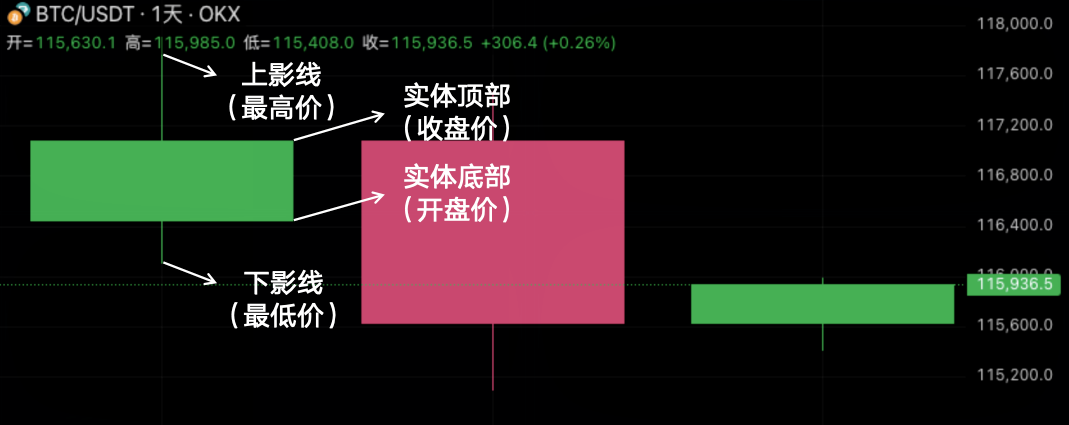 BTC/USDT · 1天 · OKX
开=115,630.1 高=115,985.0 低=115,408.0 收=115,936.5 +306.4 (+0.26%)
上影线
（最高价）
实体顶部
（收盘价）
实体底部
（开盘价）
下影线
（最低价）
118,000.0
117,600.0
117,200.0
116,800.0
116,400.0
116,000.0
115,936.5
115,600.0
115,200.0